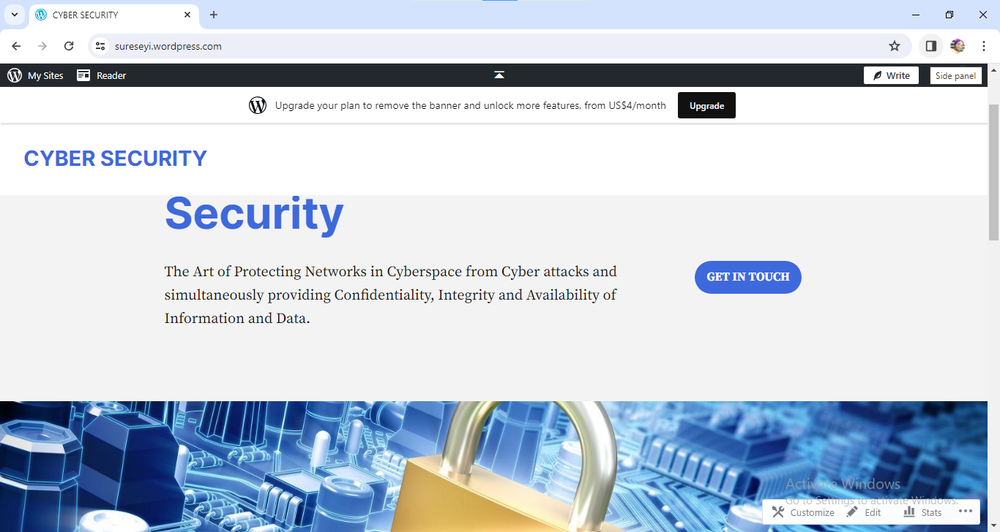 CYBER SECURITY
sureseyi.wordpress.com
My Sites
Reader
Write
Side panel
Upgrade your plan to remove the banner and unlock more features, from US$4/month
Upgrade
CYBER SECURITY
Security
The Art of Protecting Networks in Cyberspace from Cyber attacks and
simultaneously providing Confidentiality, Integrity and Availability of
Information and Data.
GET IN TOUCH
Activate Windows
Go to Settings to activate Windows.
Customize
Edit
Stats